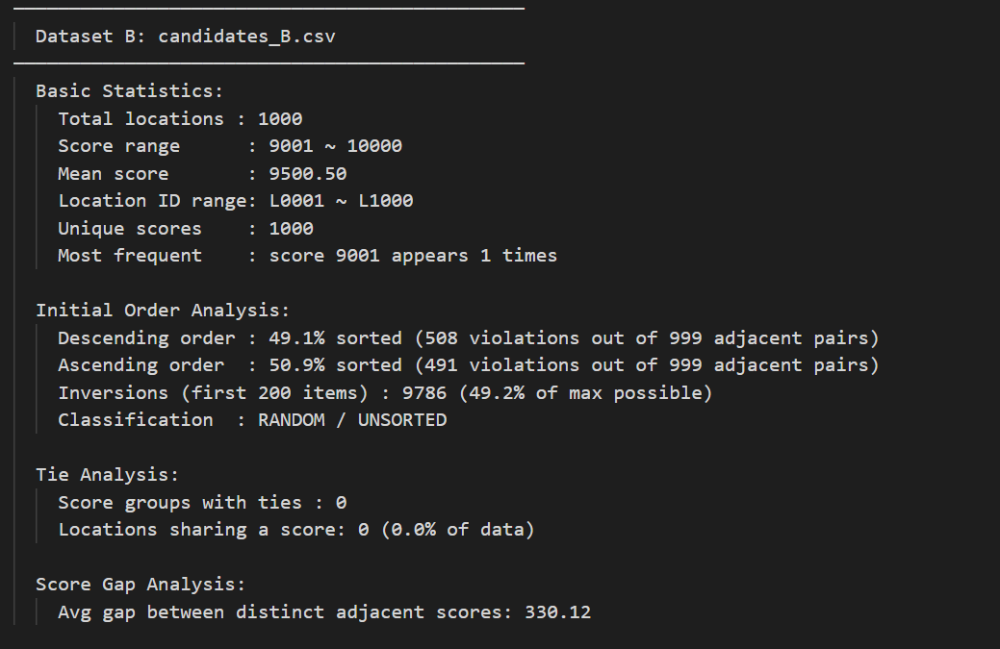 Dataset B: candidates_B.csv
Basic Statistics:
Total locations : 1000
Score range      : 9001 ~ 10000
Mean score       : 9500.50
Location ID range: L0001 ~ L1000
Unique scores    : 1000
Most frequent    : score 9001 appears 1 times
Initial Order Analysis:
Descending order : 49.1% sorted (508 violations out of 999 adjacent pairs)
Ascending order  : 50.9% sorted (491 violations out of 999 adjacent pairs)
Inversions (first 200 items) : 9786 (49.2% of max possible)
Classification  : RANDOM / UNSORTED
Tie Analysis:
Score groups with ties : 0
Locations sharing a score: 0 (0.0% of data)
Score Gap Analysis:
Avg gap between distinct adjacent scores: 330.12